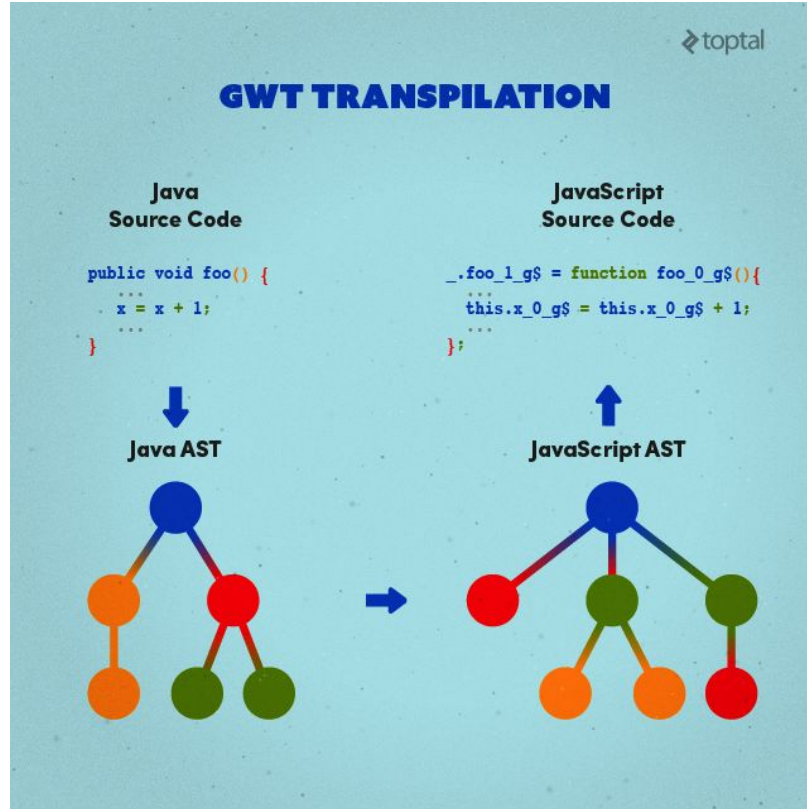 toptal
GWT TRANSPILATION
Java
Source Code
public void foo() {
...
x = x + 1;
...
}
Java AST
JavaScript
Source Code
_.foo_1_g$ = function foo_0_g$(){
...
this.x_0_g$ = this.x_0_g$ + 1;
...
};
JavaScript AST